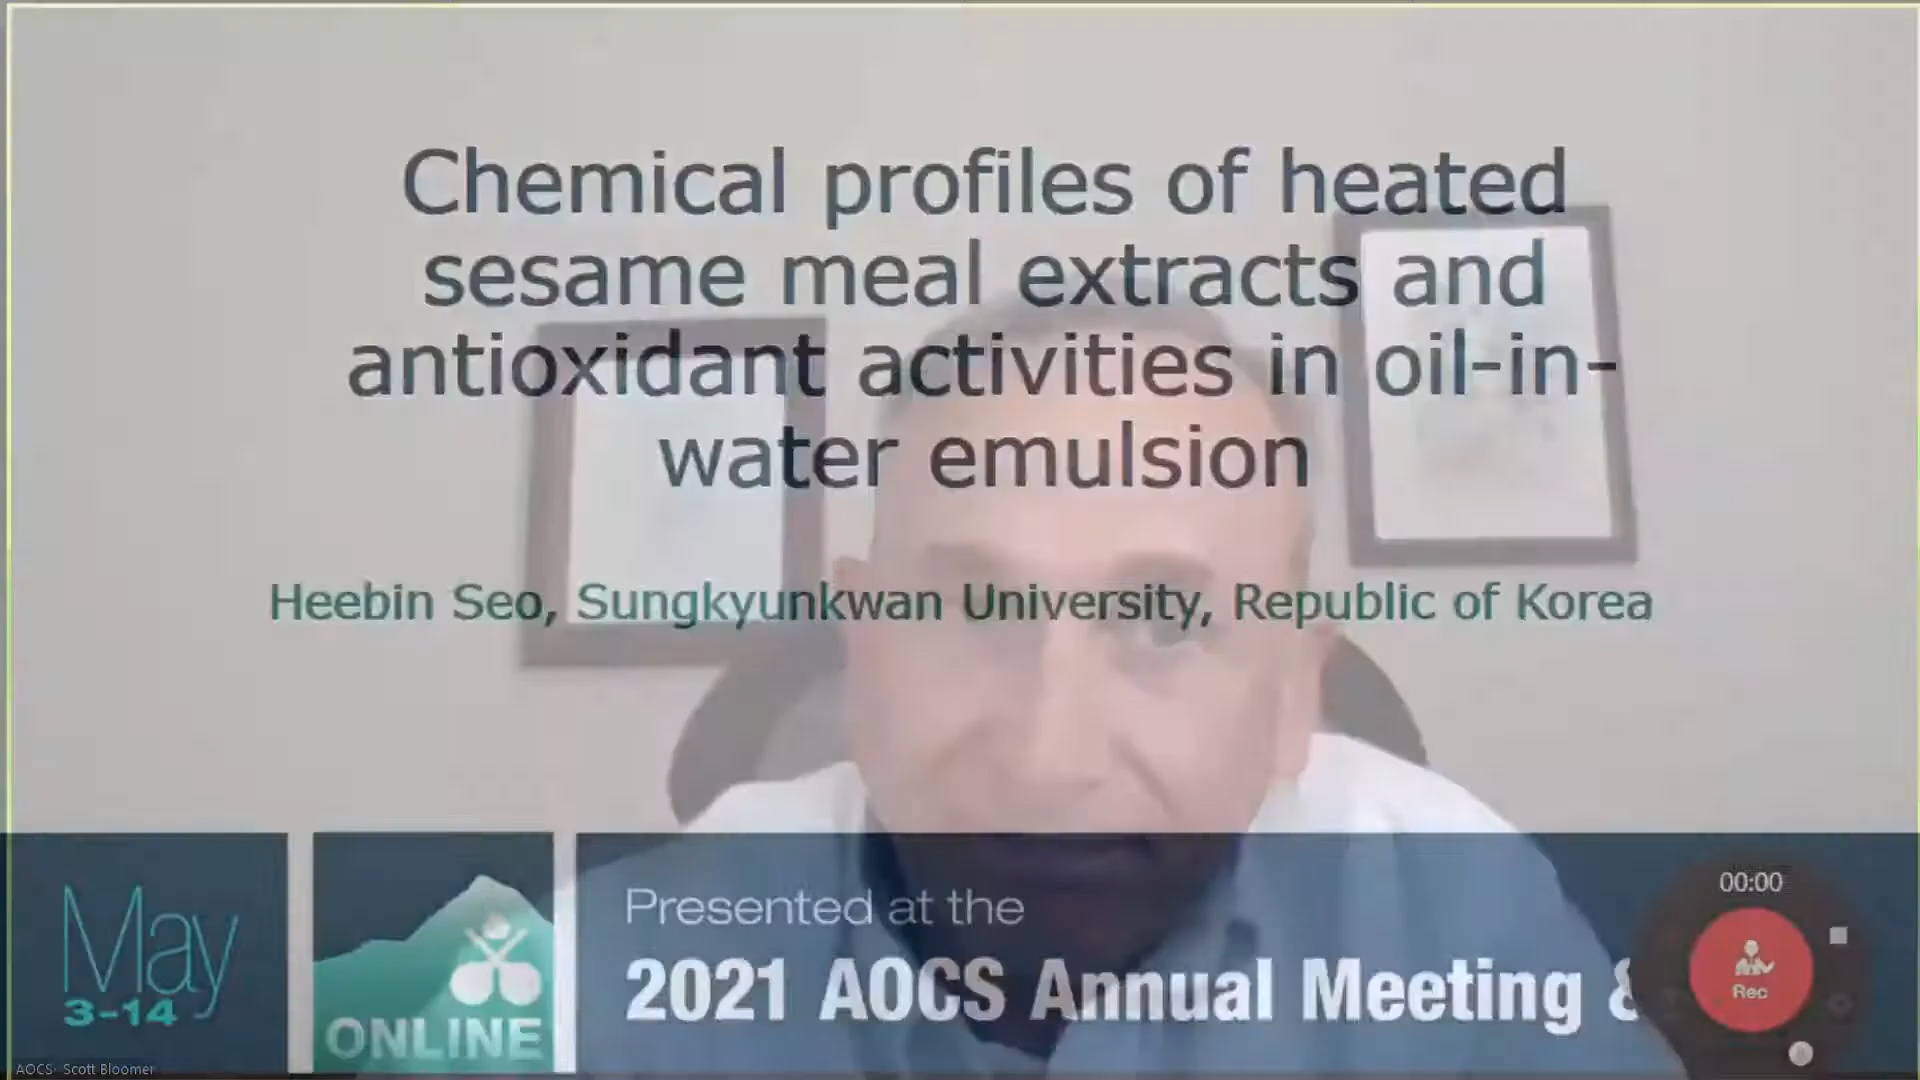 Chemical profiles of heated
sesame meal extracts and
antioxidant activities in oil-in-
water emulsion
Heebin Seo, Sungkyunkwan University, Republic of Korea
May
3-14
ONLINE
Presented at the
2021 AOCS Annual Meeting &
00:00
Rec
AOCS- Scott Bloomer